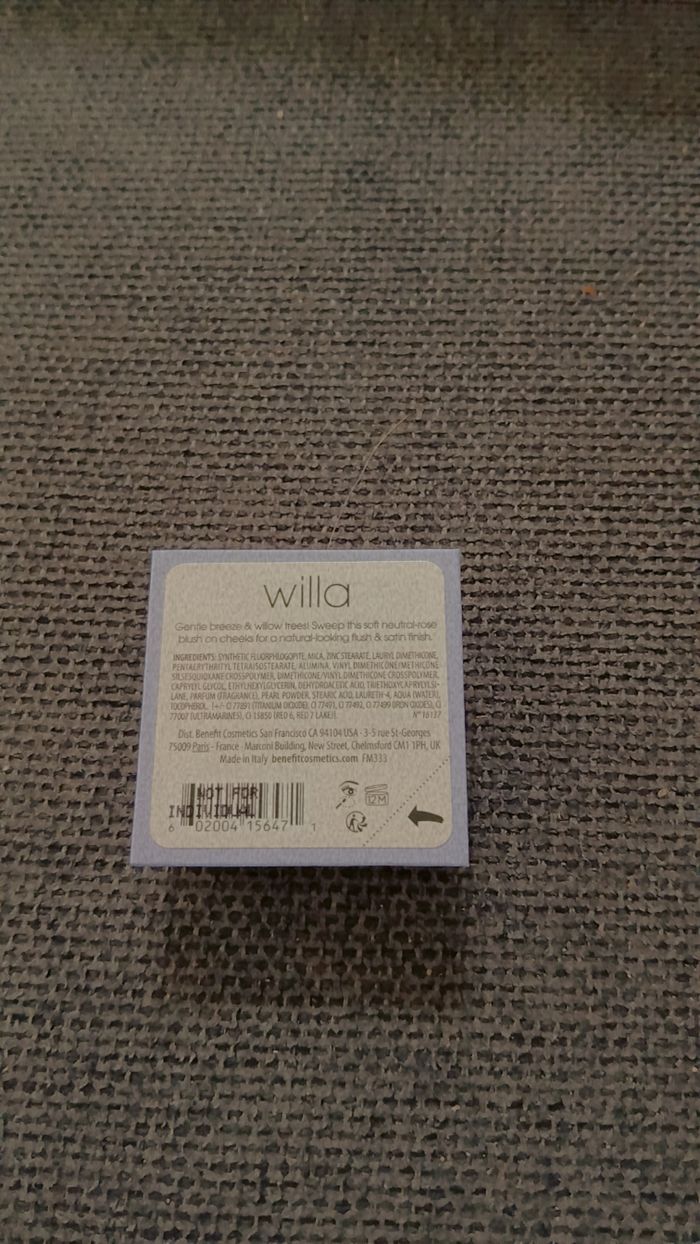 willa
Gentle breeze & willow trees! Sweep this soft neutral-rose
blush on cheeks for a natural-looking flush & satin finish.
INGREDIENTS: SYNTHETIC FLUORPHLOGOPITE, MICA, ZINC STEARATE, LAUROYL DIMETHICONE,
PENTAERYTHRITYL TETRAISOSTEARATE, ALUMINA, VINYL DIMETHICONE/METHICONE
SILSESQUIOXANE CROSSPOLYMER, DIMETHICONE/VINYL DIMETHICONE CROSSPOLYMER,
CAPRYLYL GLYCOL, ETHYLHEXYLGLYCERIN, DEHYDROACETIC ACID, TRIETHOXYCAPRYLYLSI-
LANE, PARFUM (FRAGRANCE), PEARL POWDER, STEARIC ACID, LAURETH-4, AQUA (WATER),
TOCOPHEROL. [+/- CI 77891 (TITANIUM DIOXIDE), CI 77491, CI 77492, CI 77499 (IRON OXIDES), CI
77007 (ULTRAMARINES), CI 15850 (RED 6, RED 7 LAKE)]. N°16137
Dist. Benefit Cosmetics San Francisco CA 94104 USA · 3-5 rue St-Georges
75009 Paris - France · Marconi Building, New Street, Chelmsford CM1 1PH, UK
Made in Italy benefitcosmetics.com FM333
NOT FOR
INDIVIDUAL
12M
6 02004 15647 1